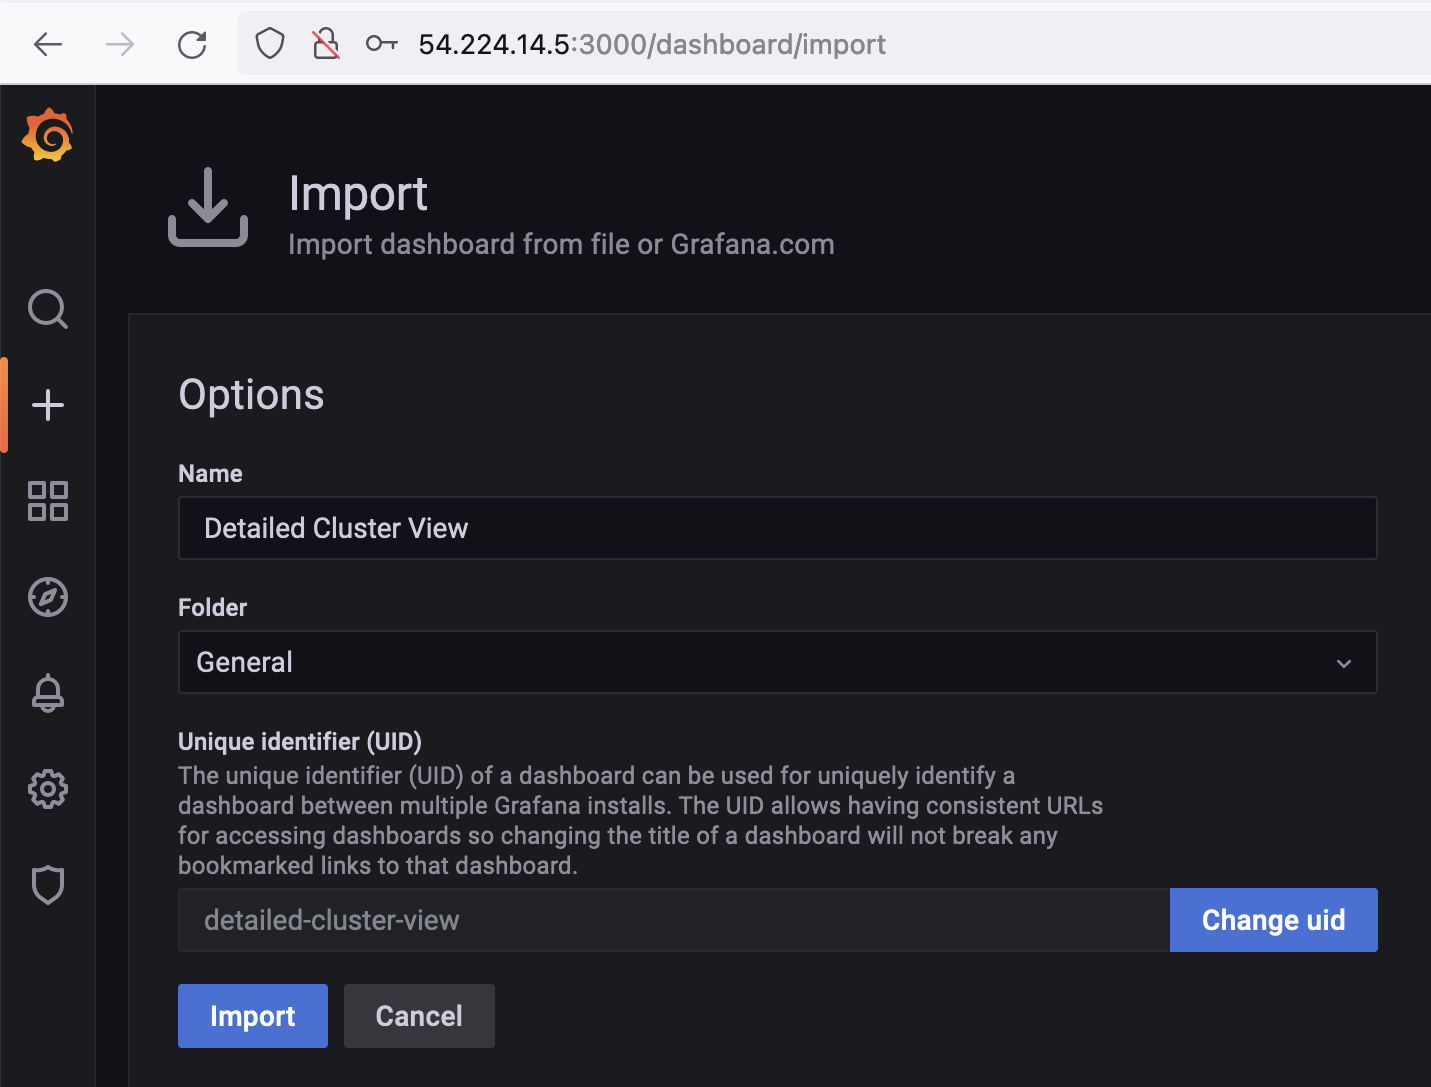 54.224.14.5:3000/dashboard/import
Import
Import dashboard from file or Grafana.com
Options
Name
Detailed Cluster View
Folder
General
Unique identifier (UID)
The unique identifier (UID) of a dashboard can be used for uniquely identify a
dashboard between multiple Grafana installs. The UID allows having consistent URLs
for accessing dashboards so changing the title of a dashboard will not break any
bookmarked links to that dashboard.
detailed-cluster-view
Change uid
Import
Cancel